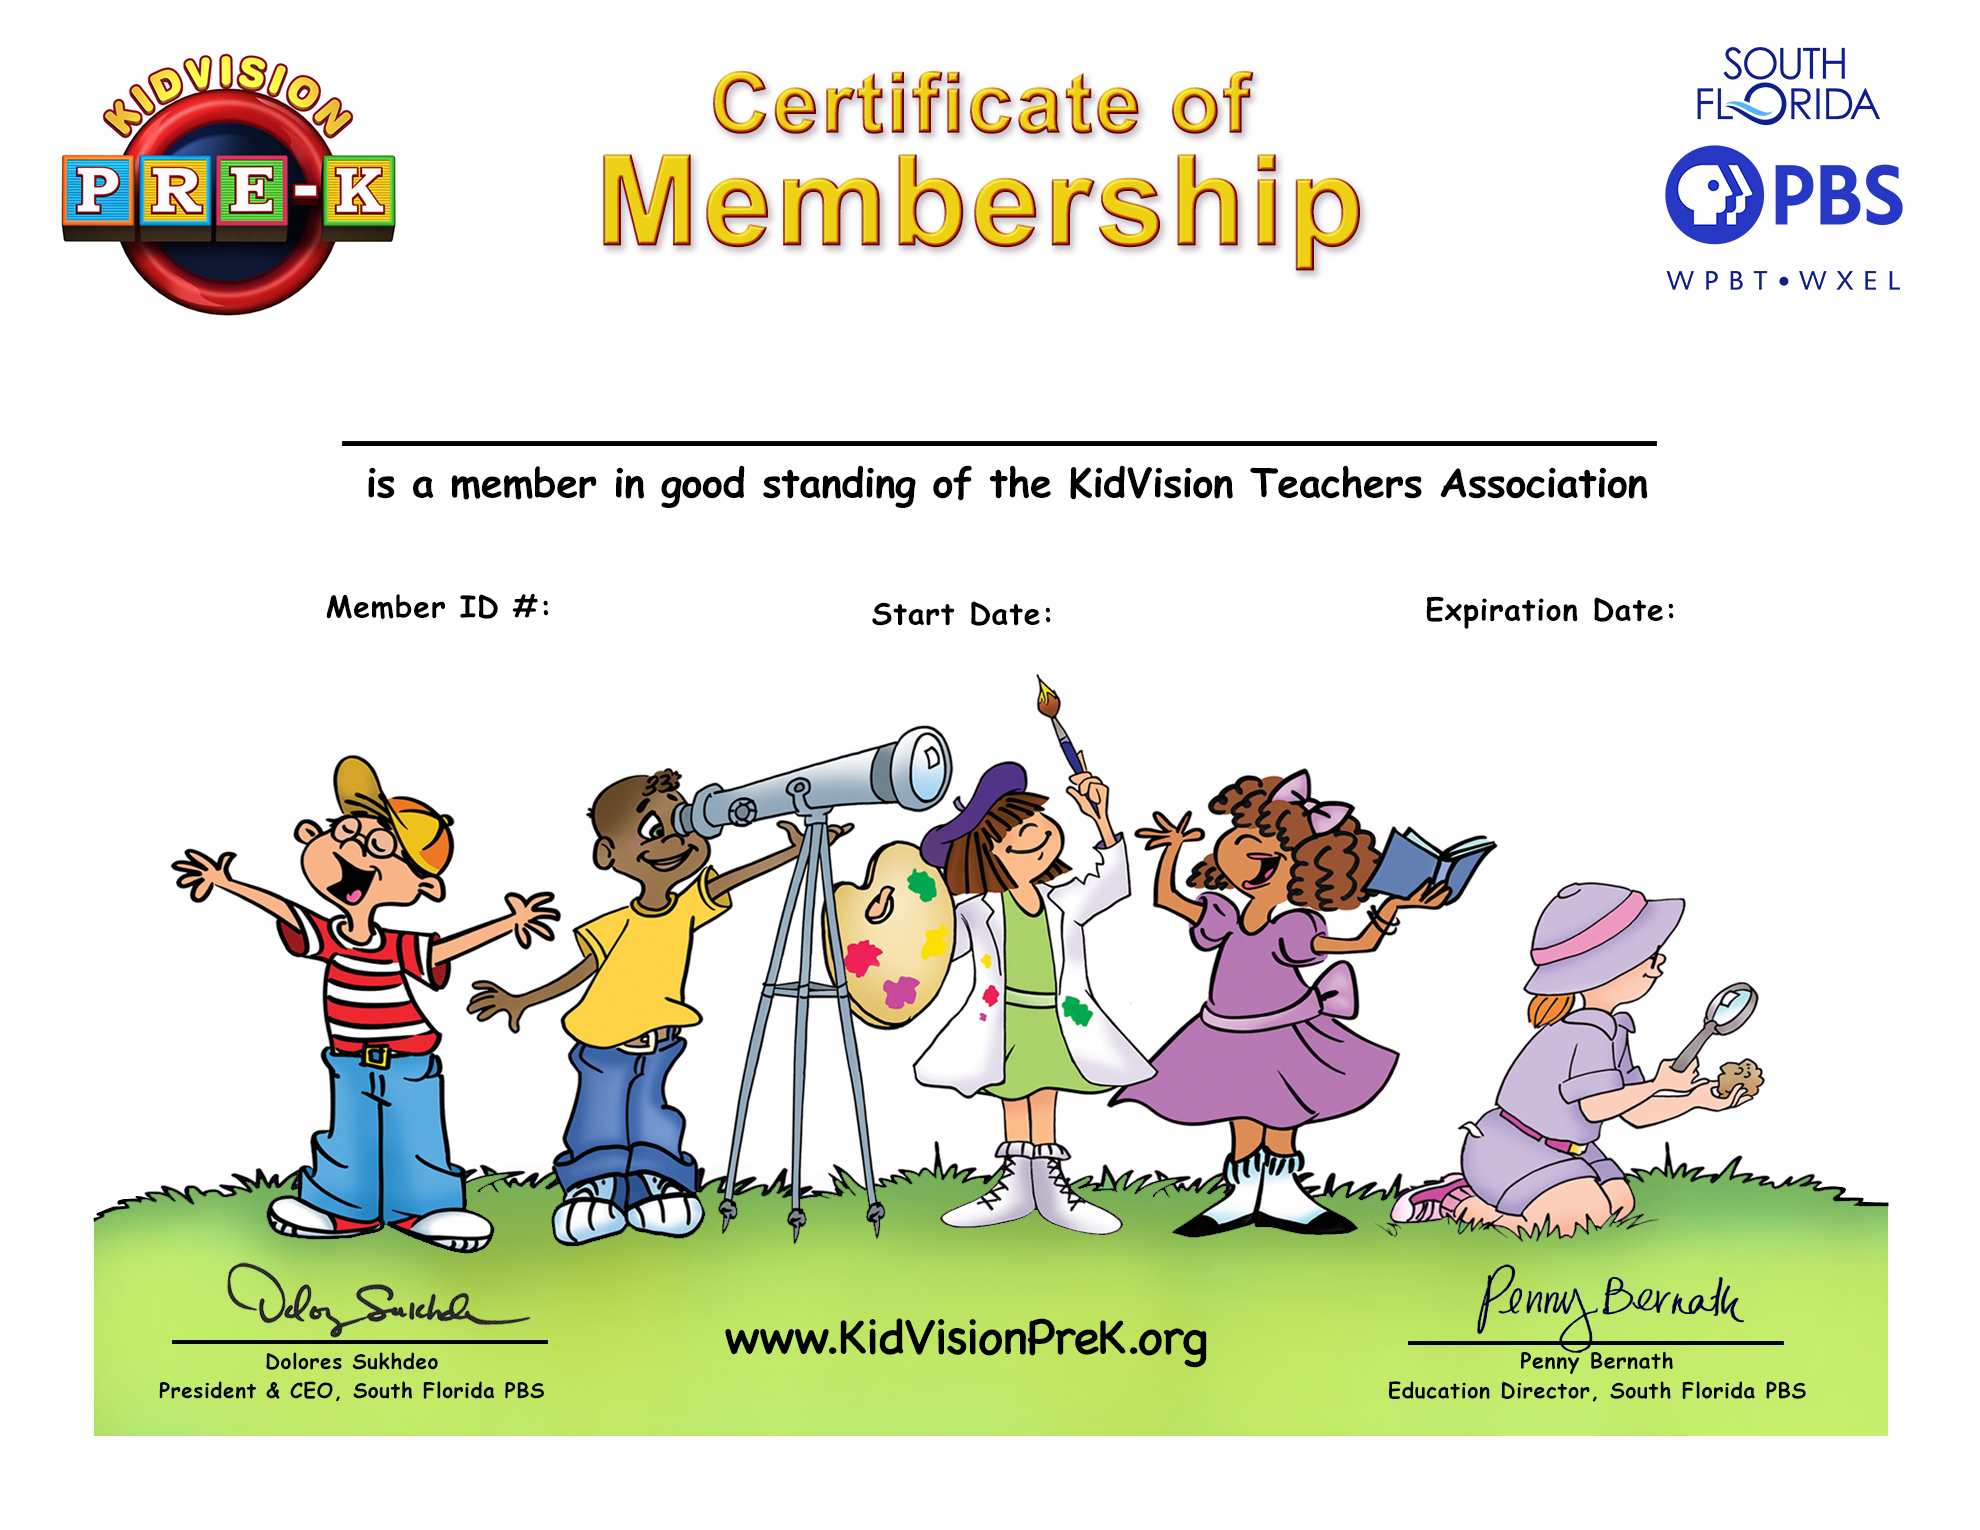 KIDVISION
PRE-K
Certificate of
Membership
SOUTH
FLORIDA
PBS
WPBT•WXEL
is a member in good standing of the KidVision Teachers Association
Member ID #:
Start Date:
Expiration Date:
Penny Bernath
www.KidVisionPreK.org
Dolores Sukhdeo
President & CEO, South Florida PBS
Penny Bernath
Education Director, South Florida PBS